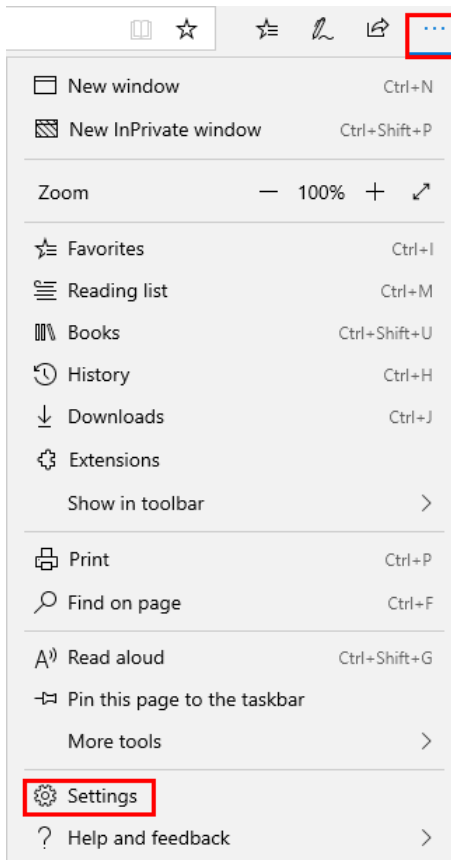 New window Ctrl+N
New InPrivate window Ctrl+Shift+P
Zoom — 100% +
Favorites Ctrl+I
Reading list Ctrl+M
Books Ctrl+Shift+U
History Ctrl+H
Downloads Ctrl+J
Extensions
Show in toolbar
Print Ctrl+P
Find on page Ctrl+F
Read aloud Ctrl+Shift+G
Pin this page to the taskbar
More tools
Settings
Help and feedback